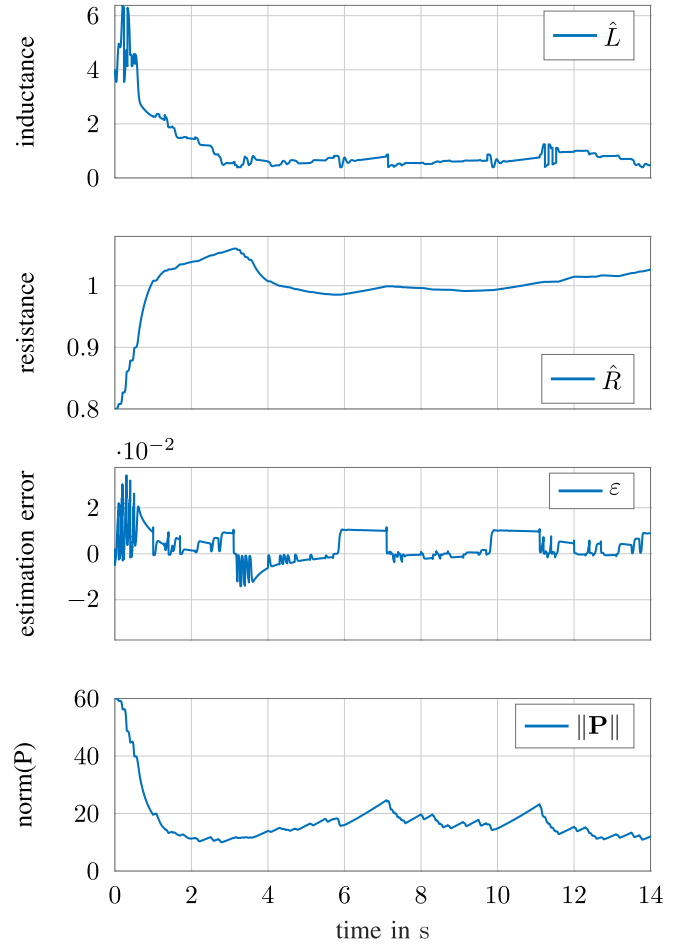 6
4
2
0
inductance
L̂
1
0.9
0.8
resistance
R̂
·10⁻²
2
0
−2
estimation error
ε
60
40
20
0
norm(P)
‖P‖
0 2 4 6 8 10 12 14
time in s